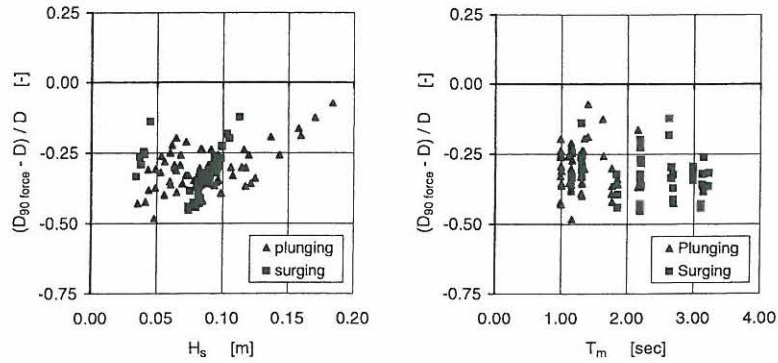 0.25
0.00
-0.25
-0.50
-0.75
(D90 force - D) / D [-]
plunging
surging
0.00 0.05 0.10 0.15 0.20
Hs [m]
0.25
0.00
-0.25
-0.50
-0.75
(D90 force - D) / D [-]
Plunging
Surging
0.00 1.00 2.00 3.00 4.00
Tm [sec]